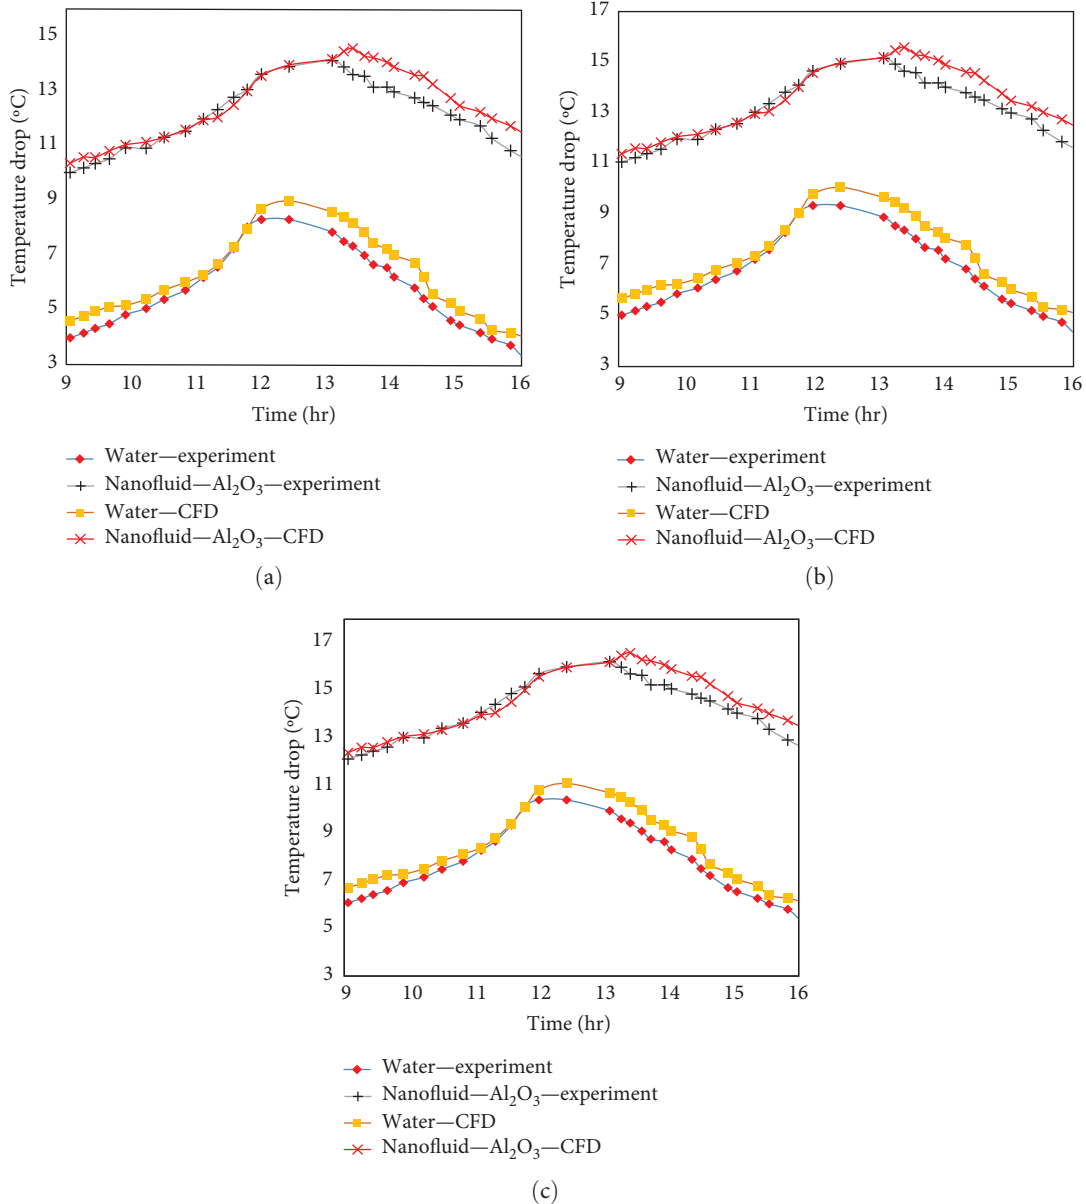 Temperature drop (°C)
15
13
11
9
7
5
3
9 10 11 12 13 14 15 16
Time (hr)
Water—experiment
Nanofluid—Al₂O₃—experiment
Water—CFD
Nanofluid—Al₂O₃—CFD
(a)
Temperature drop (°C)
17
15
13
11
9
7
5
3
9 10 11 12 13 14 15 16
Time (hr)
Water—experiment
Nanofluid—Al₂O₃—experiment
Water—CFD
Nanofluid—Al₂O₃—CFD
(b)
Temperature drop (°C)
17
15
13
11
9
7
5
3
9 10 11 12 13 14 15 16
Time (hr)
Water—experiment
Nanofluid—Al₂O₃—experiment
Water—CFD
Nanofluid—Al₂O₃—CFD
(c)